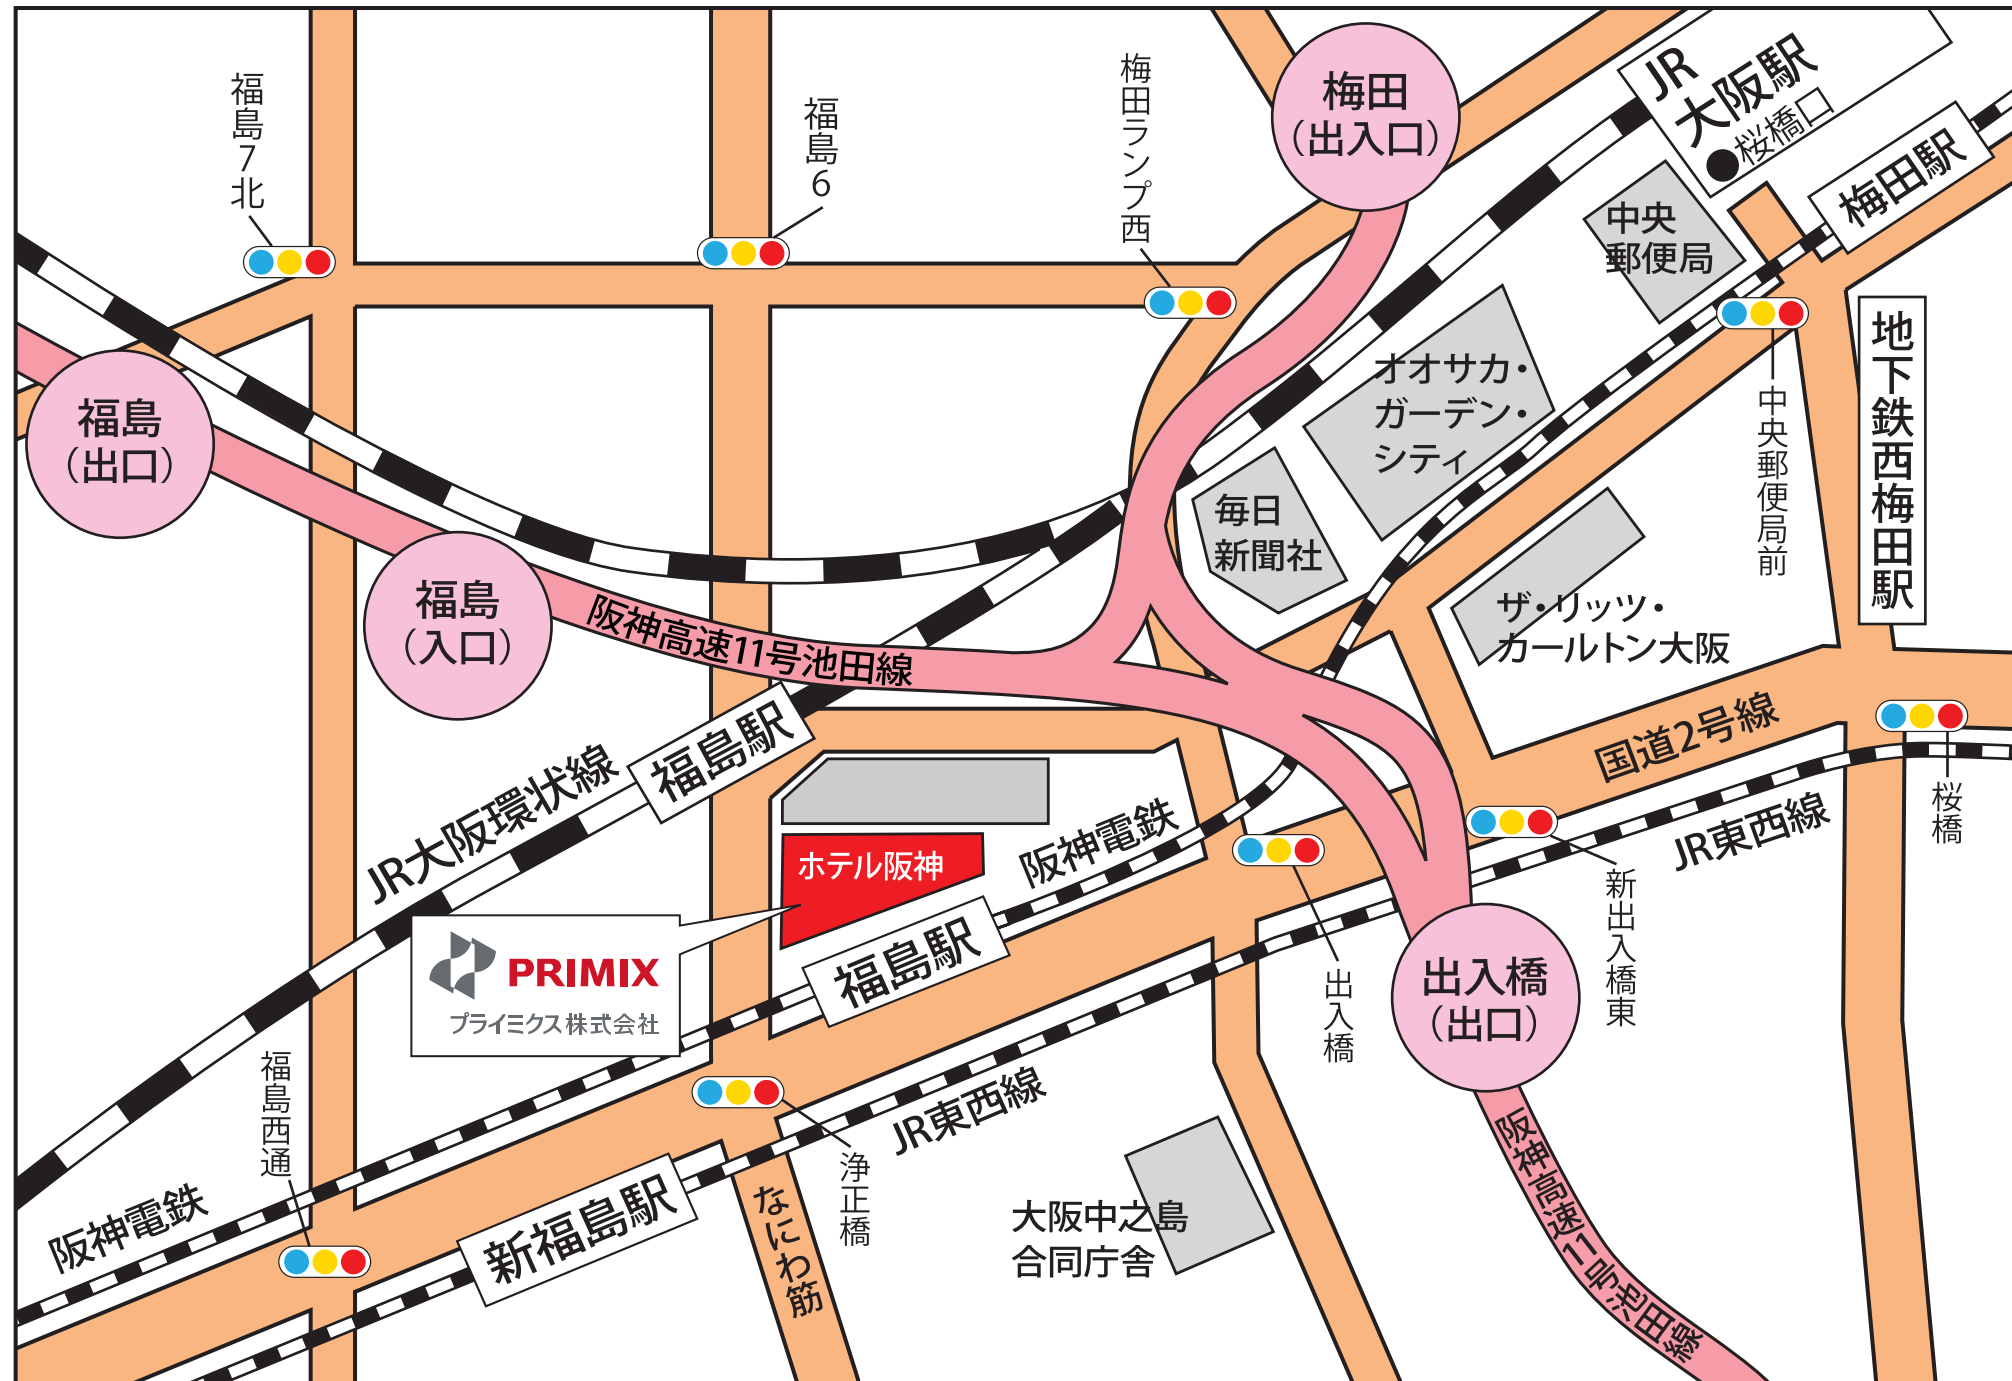 福島7北
福島6
梅田ランプ西
梅田
（出入口）
JR
大阪駅
●桜橋口
梅田駅
中央
郵便局
地下鉄西梅田駅
中央郵便局前
オオサカ・
ガーデン・
シティ
毎日
新聞社
ザ・リッツ・
カールトン大阪
福島
（出口）
福島
（入口）
阪神高速11号池田線
国道2号線
桜橋
JR東西線
JR大阪環状線
福島駅
ホテル阪神
阪神電鉄
福島駅
PRIMIX
プライミクス株式会社
新出入橋東
出入橋
出入橋
（出口）
福島西通
阪神電鉄
新福島駅
浄正橋
JR東西線
なにわ筋
大阪中之島
合同庁舎
阪神高速11号池田線